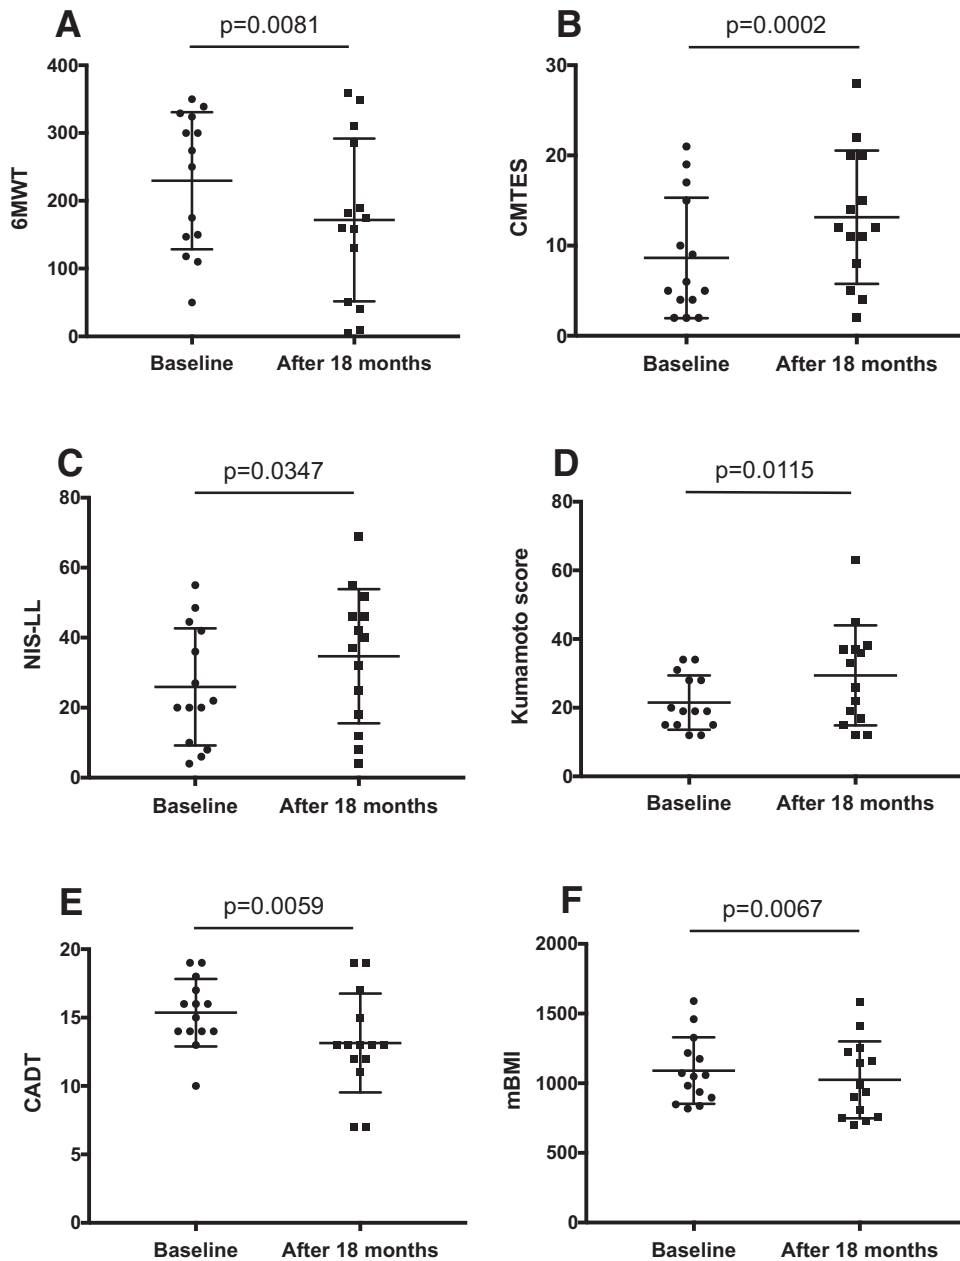 A
p=0.0081
400
300
200
100
0
6MWT
Baseline
After 18 months
B
p=0.0002
30
20
10
0
CMTES
Baseline
After 18 months
C
p=0.0347
80
60
40
20
0
NIS-LL
Baseline
After 18 months
D
p=0.0115
80
60
40
20
0
Kumamoto score
Baseline
After 18 months
E
p=0.0059
20
15
10
5
0
CADT
Baseline
After 18 months
F
p=0.0067
2000
1500
1000
500
0
mBMI
Baseline
After 18 months